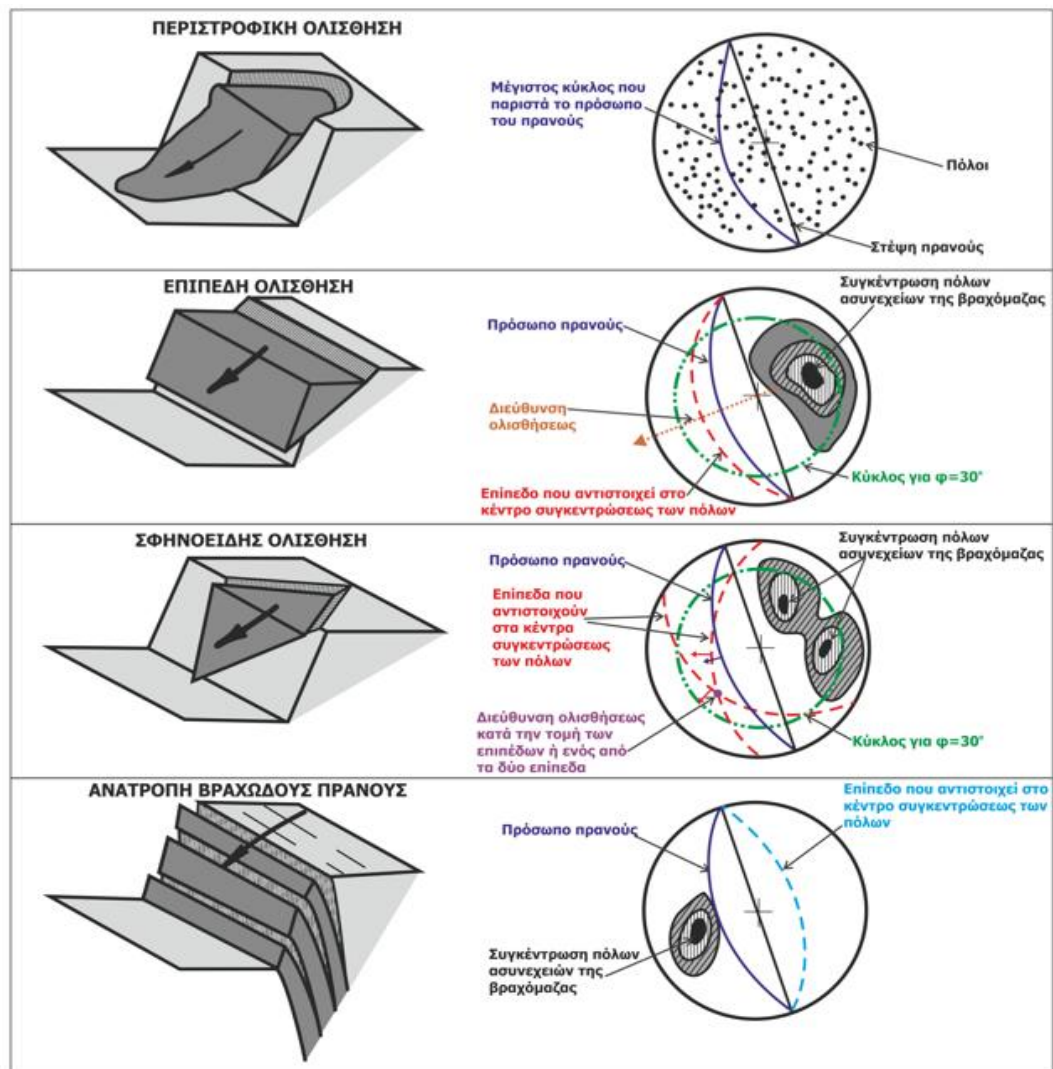 ΠΕΡΙΣΤΡΟΦΙΚΗ ΟΛΙΣΘΗΣΗ
Μέγιστος κύκλος που
παριστά το πρόσωπο
του πρανούς
Πόλοι
Στέψη πρανούς
ΕΠΙΠΕΔΗ ΟΛΙΣΘΗΣΗ
Συγκέντρωση πόλων
ασυνεχείων της βραχόμαζας
Πρόσωπο πρανούς
Διεύθυνση
ολισθήσεως
Κύκλος για φ=30°
Επίπεδο που αντιστοιχεί στο
κέντρο συγκεντρώσεως των πόλων
ΣΦΗΝΟΕΙΔΗΣ ΟΛΙΣΘΗΣΗ
Συγκέντρωση πόλων
ασυνεχείων της βραχόμαζας
Πρόσωπο πρανούς
Επίπεδα που
αντιστοιχούν
στα κέντρα
συγκεντρώσεως
των πόλων
Διεύθυνση ολισθήσεως
κατά την τομή των
επιπέδων ή ενός από
τα δύο επίπεδα
Κύκλος για φ=30°
ΑΝΑΤΡΟΠΗ ΒΡΑΧΩΔΟΥΣ ΠΡΑΝΟΥΣ
Επίπεδο που αντιστοιχεί στο
κέντρο συγκεντρώσεως των
πόλων
Πρόσωπο πρανούς
Συγκέντρωση πόλων
ασυνεχειών της
βραχόμαζας